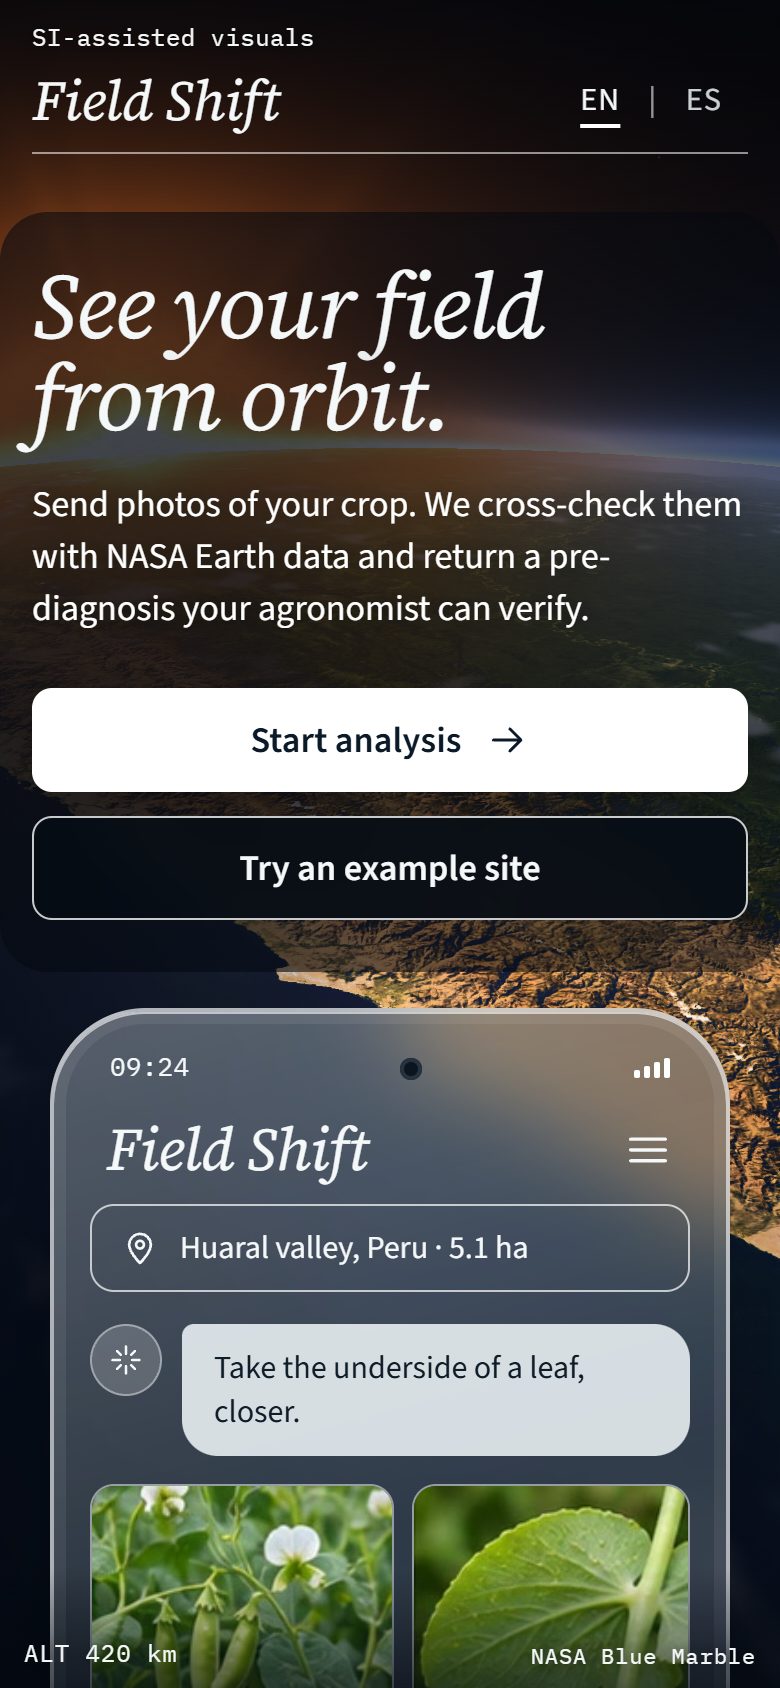 SI-assisted visuals
Field Shift
EN | ES
See your field
from orbit.
Send photos of your crop. We cross-check them
with NASA Earth data and return a pre-
diagnosis your agronomist can verify.
Start analysis →
Try an example site
09:24
Field Shift
Huaral valley, Peru · 5.1 ha
Take the underside of a leaf,
closer.
ALT 420 km
NASA Blue Marble